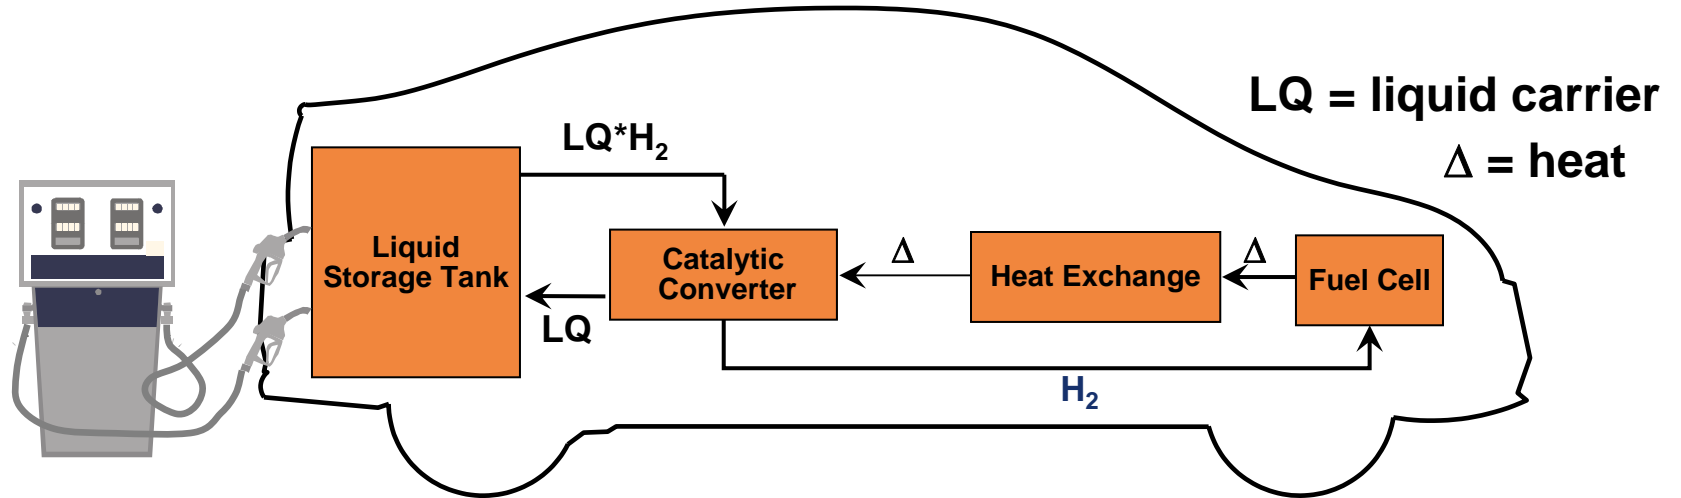 LQ = liquid carrier
Δ = heat
LQ*H₂
Liquid
Storage Tank
Catalytic
Converter
Δ
Heat Exchange
Δ
Fuel Cell
LQ
H₂